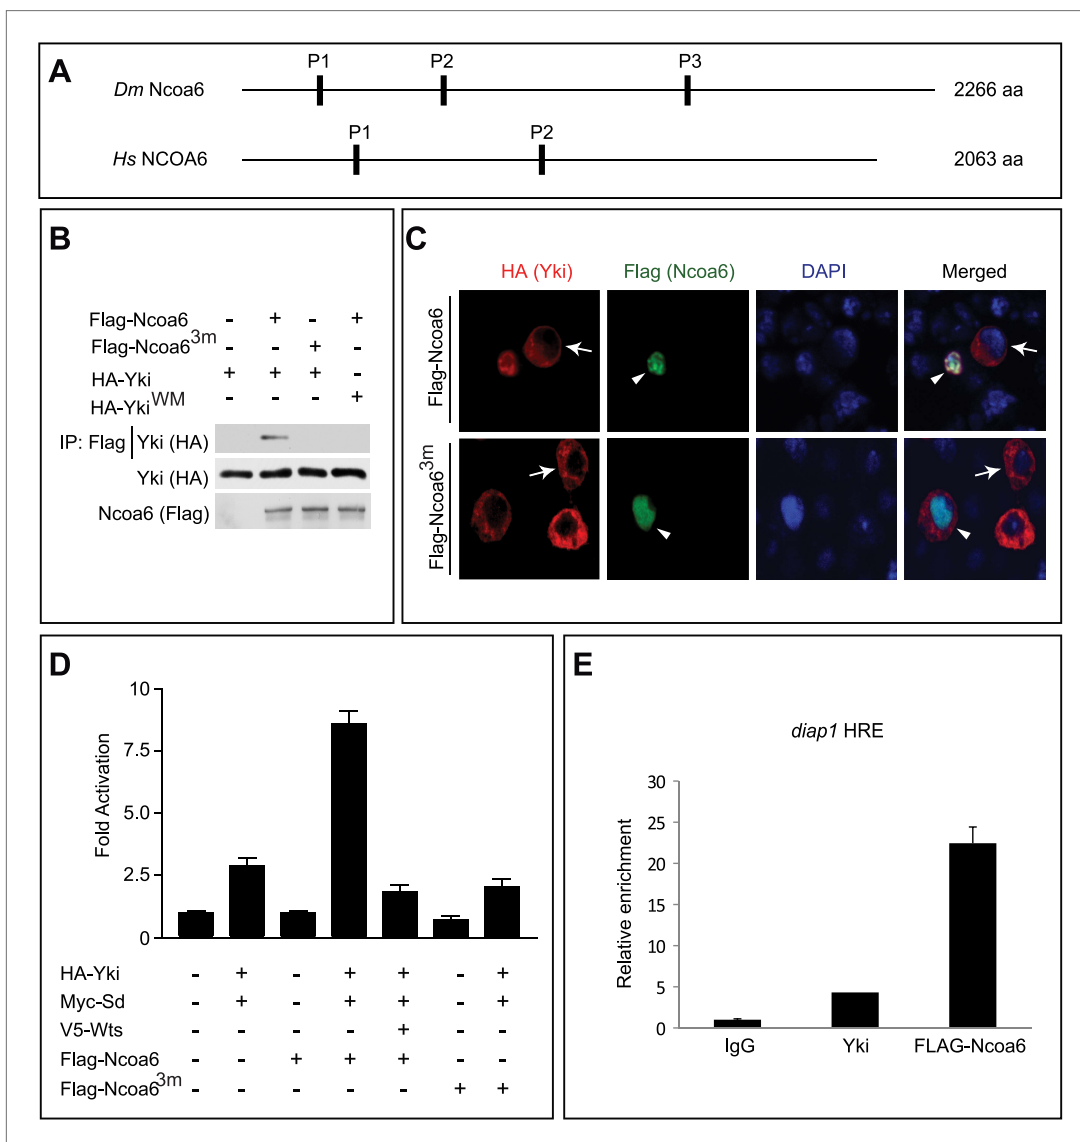 A
P1 P2 P3
Dm Ncoa6 2266 aa
P1 P2
Hs NCOA6 2063 aa
B
Flag-Ncoa6 - + - +
Flag-Ncoa6 3m - - + -
HA-Yki + + + -
HA-Yki WM - - - +
IP: Flag Yki (HA)
Yki (HA)
Ncoa6 (Flag)
C
HA (Yki) Flag (Ncoa6) DAPI Merged
Flag-Ncoa6
Flag-Ncoa6 3m
D
Fold Activation
10
7.5
5.0
2.5
0
HA-Yki - + - + + - +
Myc-Sd - + - + + - +
V5-Wts - - - - + - -
Flag-Ncoa6 - - + + + - -
Flag-Ncoa6 3m - - - - - + +
E
diap1 HRE
Relative enrichment
30
25
20
15
10
5
0
IgG Yki FLAG-Ncoa6